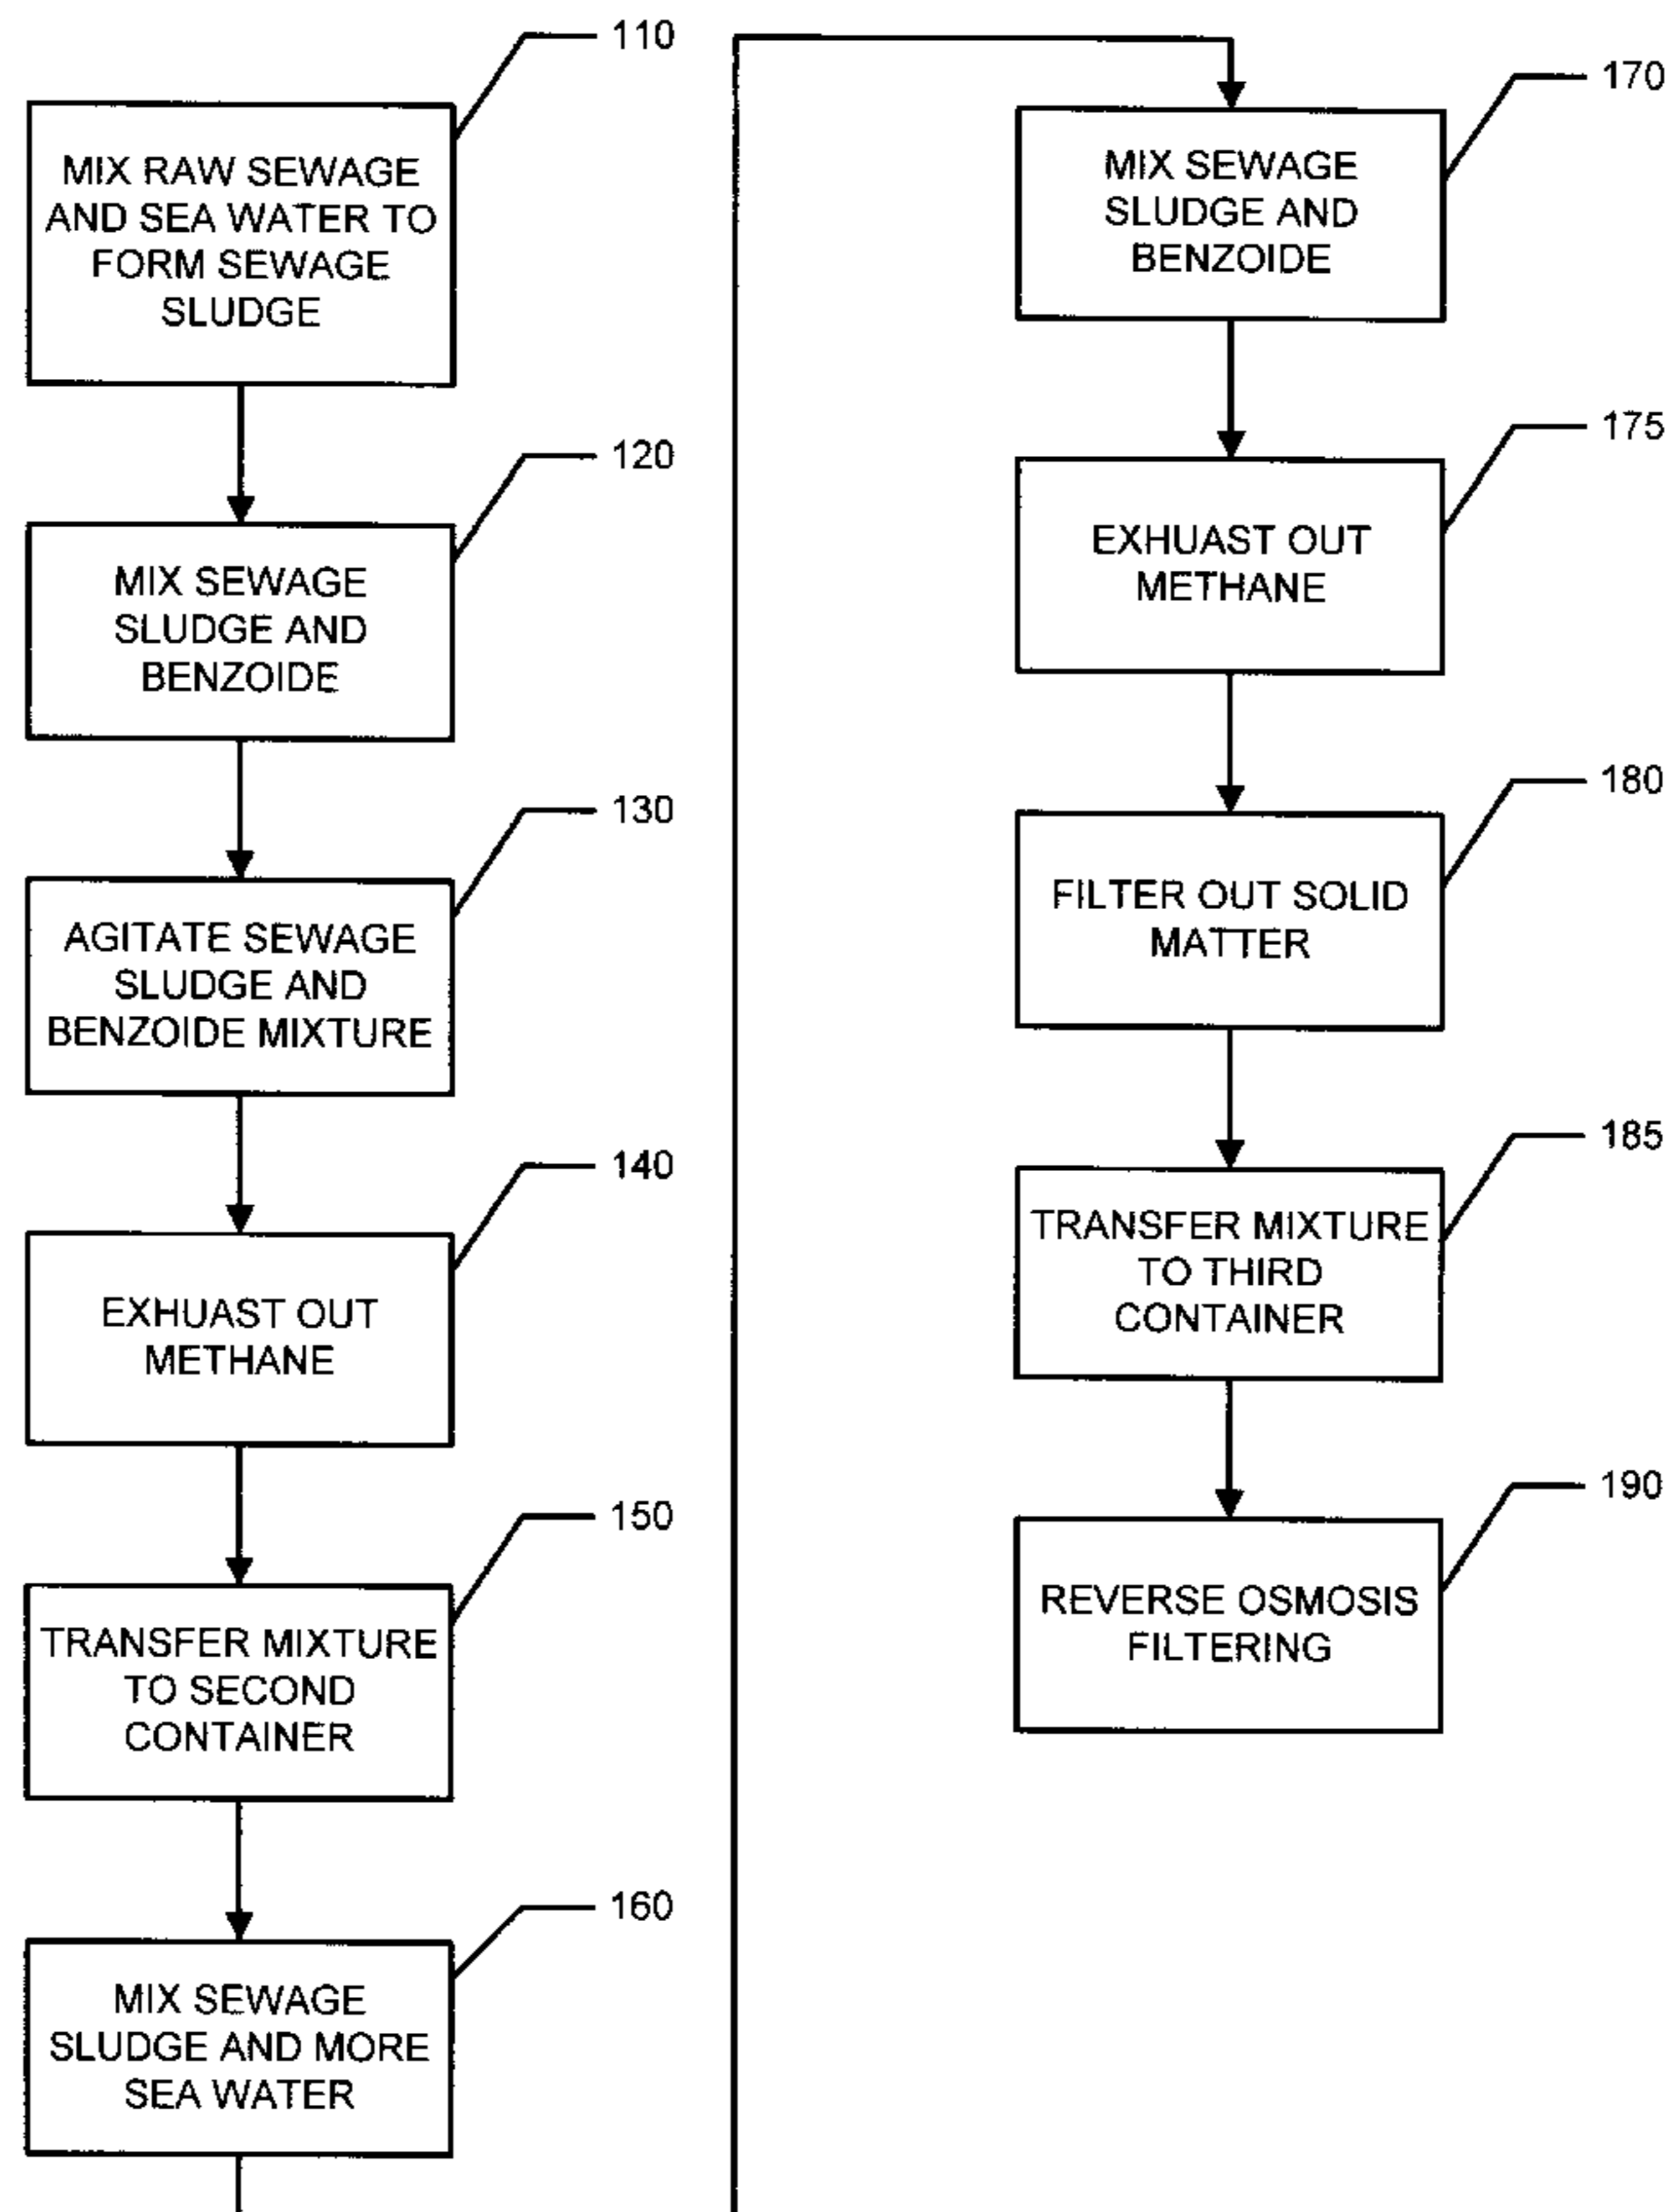 110
MIX RAW SEWAGE
AND SEA WATER TO
FORM SEWAGE
SLUDGE
120
MIX SEWAGE
SLUDGE AND
BENZOIDE
130
AGITATE SEWAGE
SLUDGE AND
BENZOIDE MIXTURE
140
EXHUAST OUT
METHANE
150
TRANSFER MIXTURE
TO SECOND
CONTAINER
160
MIX SEWAGE
SLUDGE AND MORE
SEA WATER
170
MIX SEWAGE
SLUDGE AND
BENZOIDE
175
EXHUAST OUT
METHANE
180
FILTER OUT SOLID
MATTER
185
TRANSFER MIXTURE
TO THIRD
CONTAINER
190
REVERSE OSMOSIS
FILTERING